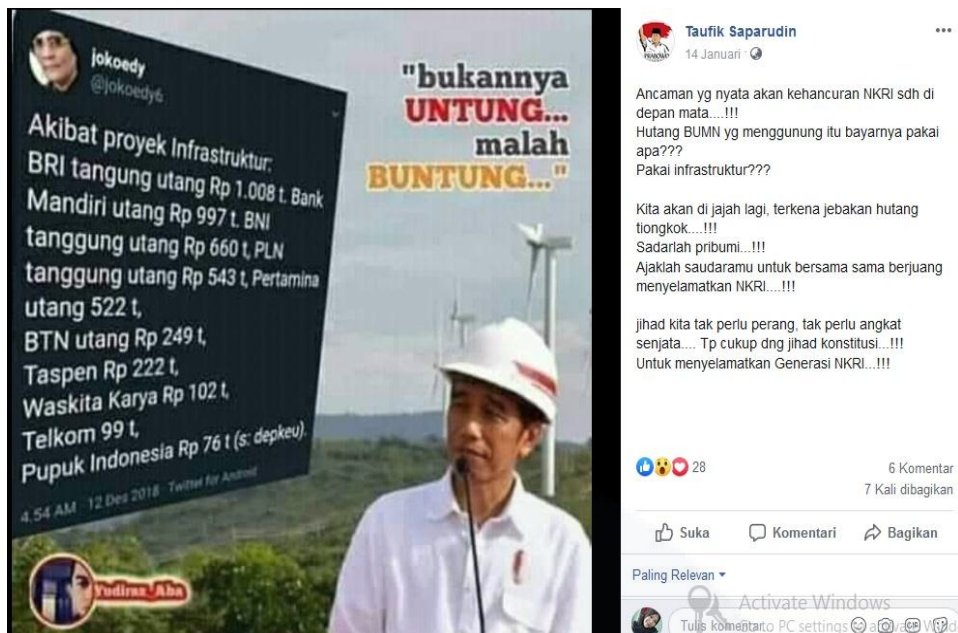 jokoedy
@jokoedy6
Akibat proyek Infrastruktur:
BRI tangung utang Rp 1.008 t. Bank
Mandiri utang Rp 997 t. BNI
tanggung utang Rp 660 t, PLN
tanggung utang Rp 543 t, Pertamina
utang 522 t,
BTN utang Rp 249 t,
Taspen Rp 222 t,
Waskita Karya Rp 102 t,
Telkom 99 t,
Pupuk Indonesia Rp 76 t (s: depkeu).
4.54 AM 12 Des 2018 Twitter for Android
"bukannya
UNTUNG...
malah
BUNTUNG..."
Yudiraz_Aba
Taufik Saparudin
14 Januari
Ancaman yg nyata akan kehancuran NKRI sdh di
depan mata....!!!
Hutang BUMN yg menggunung itu bayarnya pakai
apa???
Pakai infrastruktur???
Kita akan di jajah lagi, terkena jebakan hutang
tiongkok....!!!
Sadarlah pribumi...!!!
Ajaklah saudaramu untuk bersama sama berjuang
menyelamatkan NKRI....!!!
jihad kita tak perlu perang, tak perlu angkat
senjata.... Tp cukup dng jihad konstitusi...!!!
Untuk menyelamatkan Generasi NKRI...!!!
28
6 Komentar
7 Kali dibagikan
Suka Komentari Bagikan
Paling Relevan
Activate Windows
Tulis komentar
to PC settings